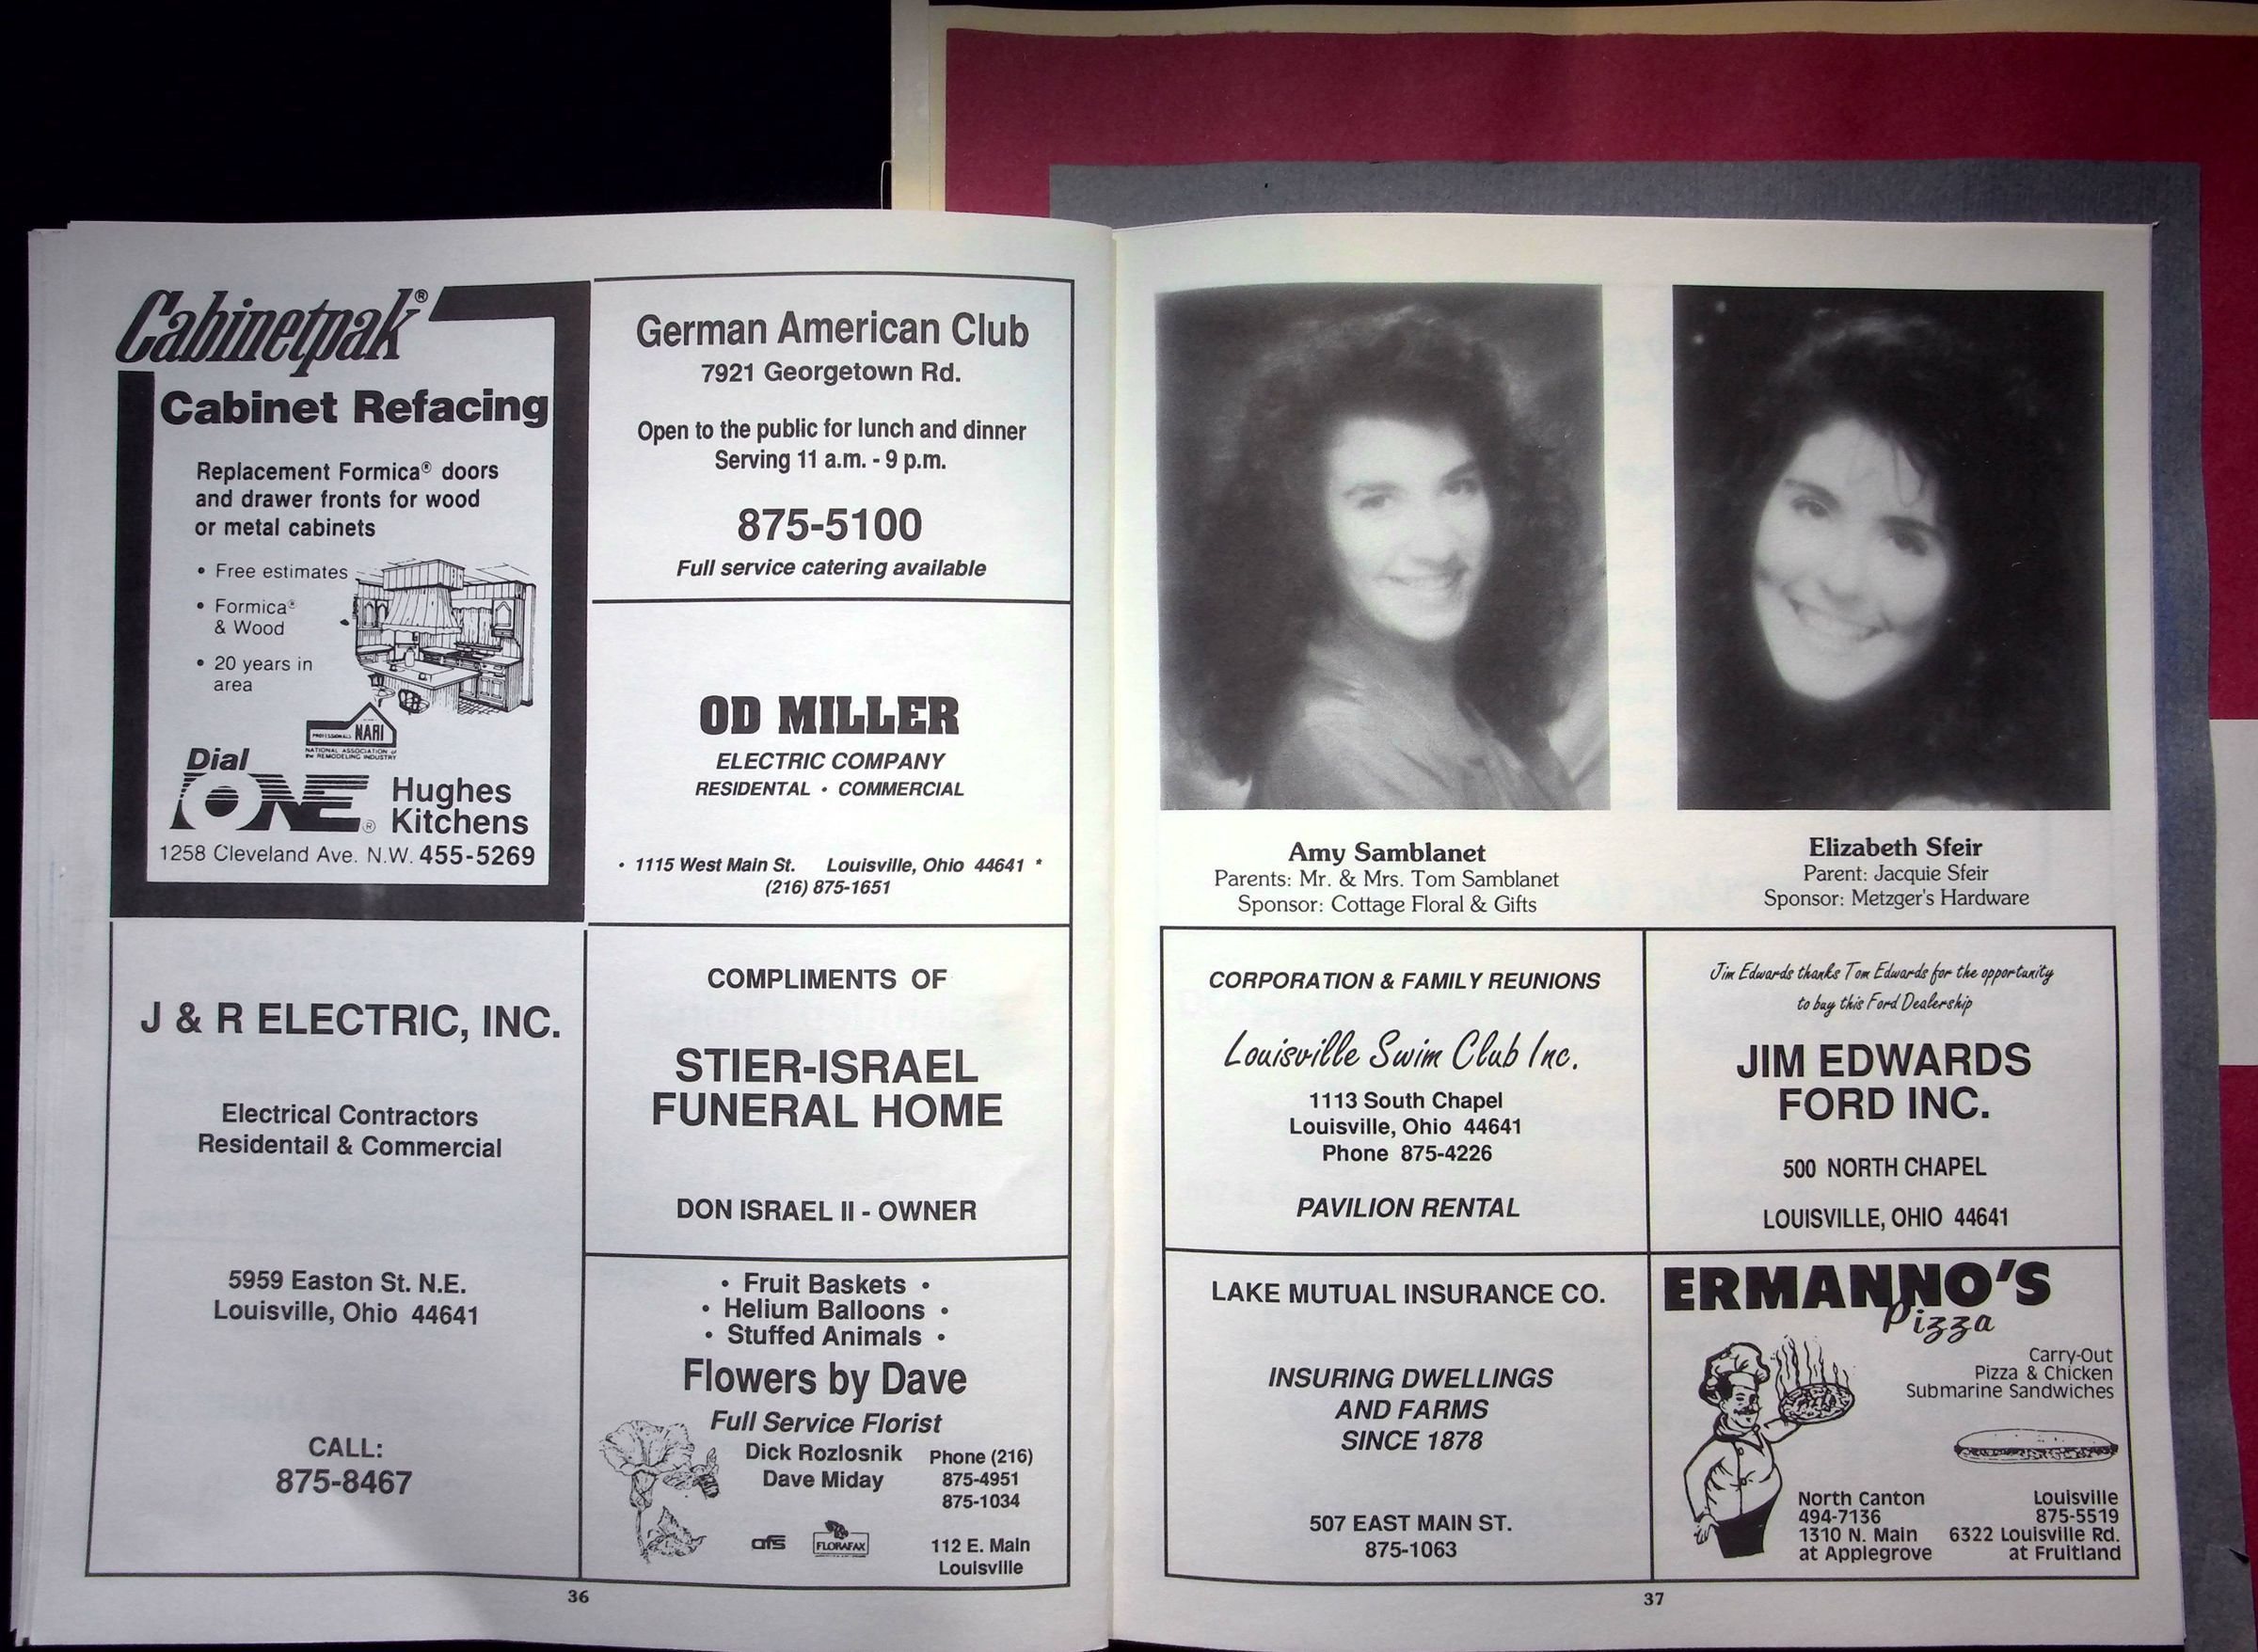 Cabinetpak®
Cabinet Refacing
Replacement Formica® doors
and drawer fronts for wood
or metal cabinets
• Free estimates
• Formica®
& Wood
• 20 years in
area
PROFESSIONALS NARI
NATIONAL ASSOCIATION of
the REMODELING INDUSTRY
Dial
ONE®
Hughes
Kitchens
1258 Cleveland Ave. N.W. 455-5269
German American Club
7921 Georgetown Rd.
Open to the public for lunch and dinner
Serving 11 a.m. - 9 p.m.
875-5100
Full service catering available
OD MILLER
ELECTRIC COMPANY
RESIDENTAL • COMMERCIAL
• 1115 West Main St. Louisville, Ohio 44641 *
(216) 875-1651
J & R ELECTRIC, INC.
Electrical Contractors
Residentail & Commercial
5959 Easton St. N.E.
Louisville, Ohio 44641
CALL:
875-8467
COMPLIMENTS OF
STIER-ISRAEL
FUNERAL HOME
DON ISRAEL II - OWNER
• Fruit Baskets •
• Helium Balloons •
• Stuffed Animals •
Flowers by Dave
Full Service Florist
Dick Rozlosnik
Dave Miday
Phone (216)
875-4951
875-1034
afs
FLORAFAX
112 E. Main
Louisville
36
Amy Samblanet
Parents: Mr. & Mrs. Tom Samblanet
Sponsor: Cottage Floral & Gifts
Elizabeth Sfeir
Parent: Jacquie Sfeir
Sponsor: Metzger's Hardware
CORPORATION & FAMILY REUNIONS
Louisville Swim Club Inc.
1113 South Chapel
Louisville, Ohio 44641
Phone 875-4226
PAVILION RENTAL
Jim Edwards thanks Tom Edwards for the opportunity
to buy this Ford Dealership
JIM EDWARDS
FORD INC.
500 NORTH CHAPEL
LOUISVILLE, OHIO 44641
LAKE MUTUAL INSURANCE CO.
INSURING DWELLINGS
AND FARMS
SINCE 1878
507 EAST MAIN ST.
875-1063
ERMANNO'S
Pizza
Carry-Out
Pizza & Chicken
Submarine Sandwiches
North Canton
494-7136
1310 N. Main
at Applegrove
Louisville
875-5519
6322 Louisville Rd.
at Fruitland
37